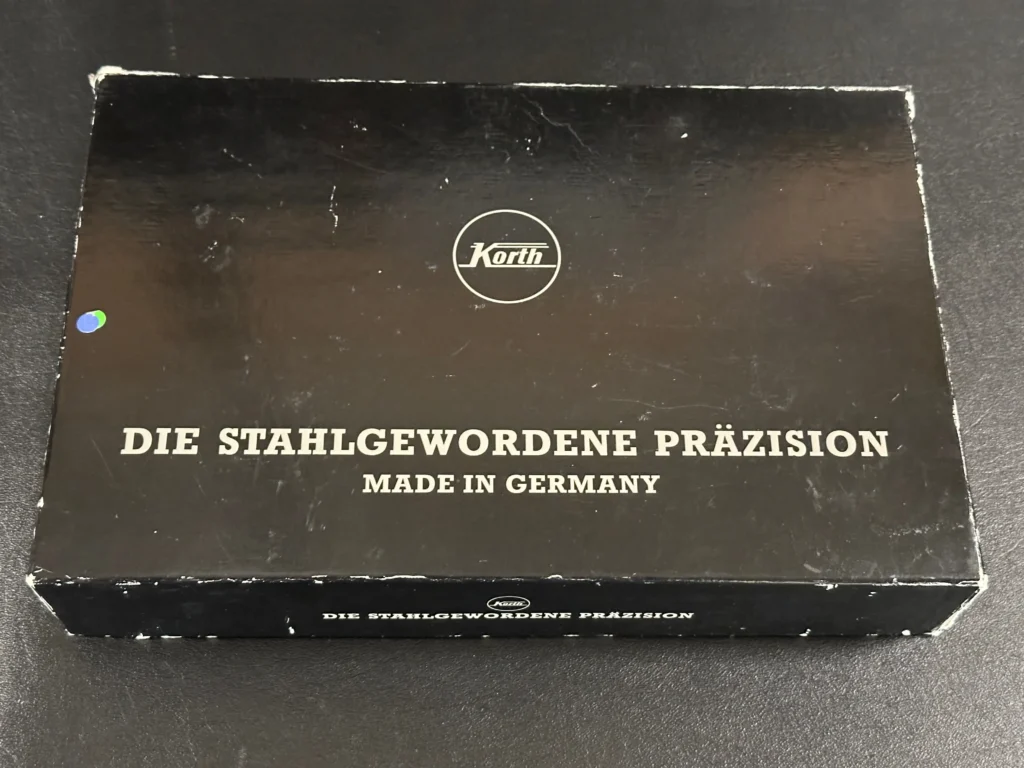 Korth
DIE STAHLGEWORDENE PRÄZISION
MADE IN GERMANY
Korth
DIE STAHLGEWORDENE PRÄZISION